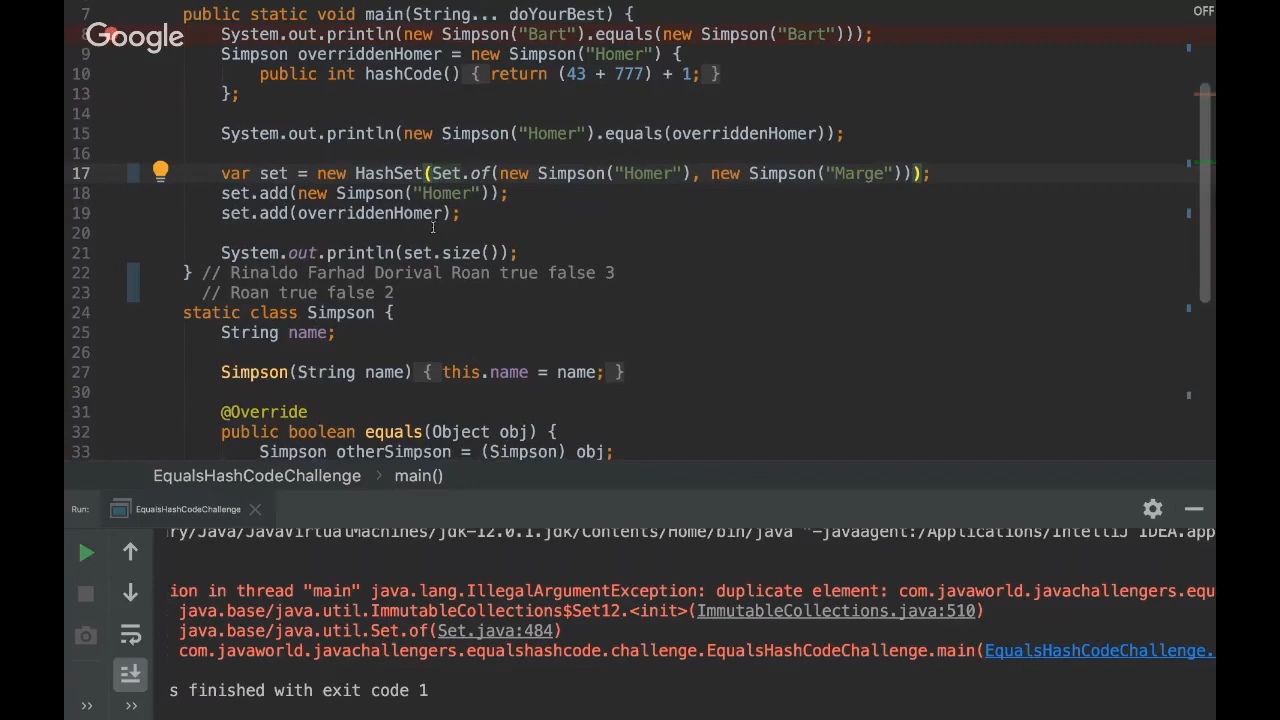 7 public static void main(String... doYourBest) {
OFF
Google
8 System.out.println(new Simpson("Bart").equals(new Simpson("Bart")));
9 Simpson overriddenHomer = new Simpson("Homer") {
10 public int hashCode() { return (43 + 777) + 1; }
13 };
14
15 System.out.println(new Simpson("Homer").equals(overriddenHomer));
16
17 var set = new HashSet(Set.of(new Simpson("Homer"), new Simpson("Marge")));
18 set.add(new Simpson("Homer"));
19 set.add(overriddenHomer);
20
21 System.out.println(set.size());
22 } // Rinaldo Farhad Dorival Roan true false 3
23 // Roan true false 2
24 static class Simpson {
25 String name;
26
27 Simpson(String name) { this.name = name; }
30
31 @Override
32 public boolean equals(Object obj) {
33 Simpson otherSimpson = (Simpson) obj;
EqualsHashCodeChallenge > main()
Run: EqualsHashCodeChallenge
ry/Java/JavaVirtualMachines/jdk-12.0.1.jdk/Contents/Home/bin/java "-javaagent:/Applications/IntelliJ IDEA.app
ion in thread "main" java.lang.IllegalArgumentException: duplicate element: com.javaworld.javachallengers.equ
java.base/java.util.ImmutableCollections$Set12.<init>(ImmutableCollections.java:510)
java.base/java.util.Set.of(Set.java:484)
com.javaworld.javachallengers.equalshashcode.challenge.EqualsHashCodeChallenge.main(EqualsHashCodeChallenge.
s finished with exit code 1